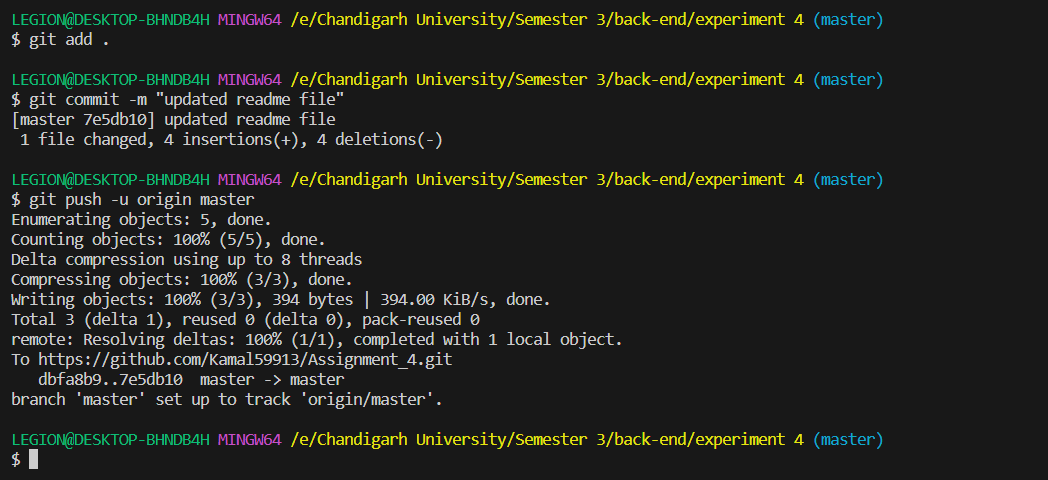 LEGION@DESKTOP-BHNDB4H MINGW64 /e/Chandigarh University/Semester 3/back-end/experiment 4 (master)
$ git add .
LEGION@DESKTOP-BHNDB4H MINGW64 /e/Chandigarh University/Semester 3/back-end/experiment 4 (master)
$ git commit -m "updated readme file"
[master 7e5db10] updated readme file
 1 file changed, 4 insertions(+), 4 deletions(-)
LEGION@DESKTOP-BHNDB4H MINGW64 /e/Chandigarh University/Semester 3/back-end/experiment 4 (master)
$ git push -u origin master
Enumerating objects: 5, done.
Counting objects: 100% (5/5), done.
Delta compression using up to 8 threads
Compressing objects: 100% (3/3), done.
Writing objects: 100% (3/3), 394 bytes | 394.00 KiB/s, done.
Total 3 (delta 1), reused 0 (delta 0), pack-reused 0
remote: Resolving deltas: 100% (1/1), completed with 1 local object.
To https://github.com/Kamal59913/Assignment_4.git
   dbfa8b9..7e5db10  master -> master
branch 'master' set up to track 'origin/master'.
LEGION@DESKTOP-BHNDB4H MINGW64 /e/Chandigarh University/Semester 3/back-end/experiment 4 (master)
$